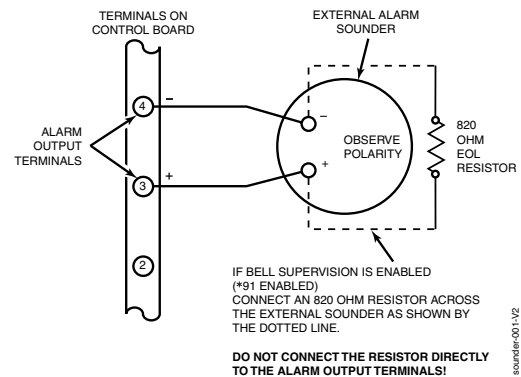 TERMINALS ON
CONTROL BOARD
EXTERNAL ALARM
SOUNDER
4
−
−
ALARM
OUTPUT
TERMINALS
OBSERVE
POLARITY
820
OHM
EOL
RESISTOR
3
+
+
2
IF BELL SUPERVISION IS ENABLED
(*91 ENABLED)
CONNECT AN 820 OHM RESISTOR ACROSS
THE EXTERNAL SOUNDER AS SHOWN BY
THE DOTTED LINE.
DO NOT CONNECT THE RESISTOR DIRECTLY
TO THE ALARM OUTPUT TERMINALS!
sounder-001-V2